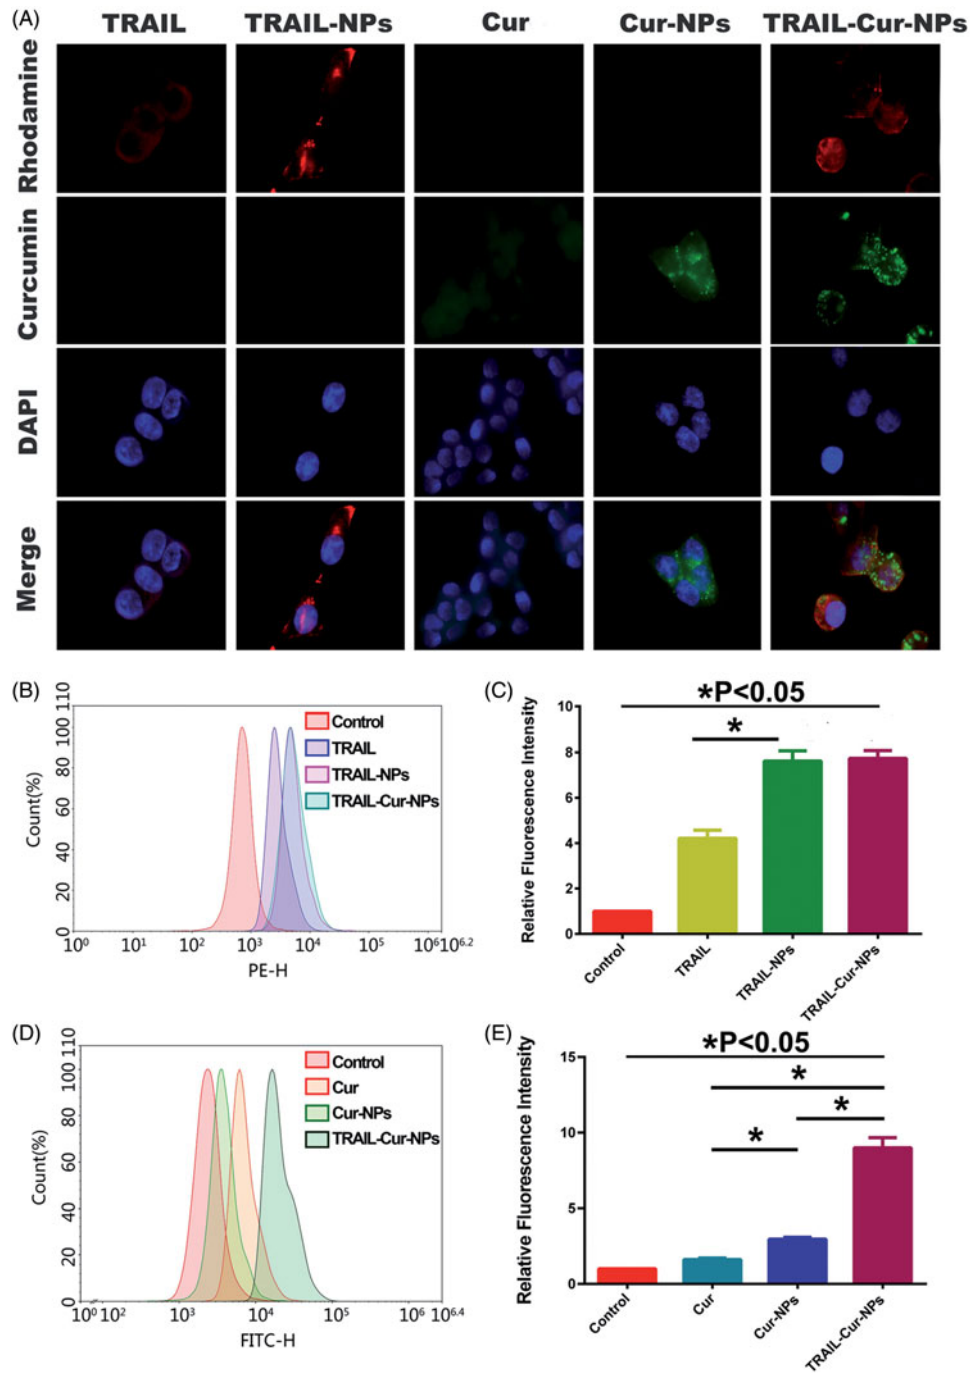 (A)
TRAIL TRAIL-NPs Cur Cur-NPs TRAIL-Cur-NPs
Rhodamine
Curcumin
DAPI
Merge
(B)
Count(%)
110
100
80
60
40
20
0
Control
TRAIL
TRAIL-NPs
TRAIL-Cur-NPs
10⁰ 10¹ 10² 10³ 10⁴ 10⁵ 10⁶ 10⁶·²
PE-H
(C)
*P<0.05
*
Relative Fluorescence Intensity
10
8
6
4
2
0
Control TRAIL TRAIL-NPs TRAIL-Cur-NPs
(D)
Count(%)
110
100
80
60
40
20
0
Control
Cur
Cur-NPs
TRAIL-Cur-NPs
10⁰ 10² 10³ 10⁴ 10⁵ 10⁶ 10⁶·⁴
FITC-H
(E)
*P<0.05
*
*
*
Relative Fluorescence Intensity
15
10
5
0
Control Cur Cur-NPs TRAIL-Cur-NPs